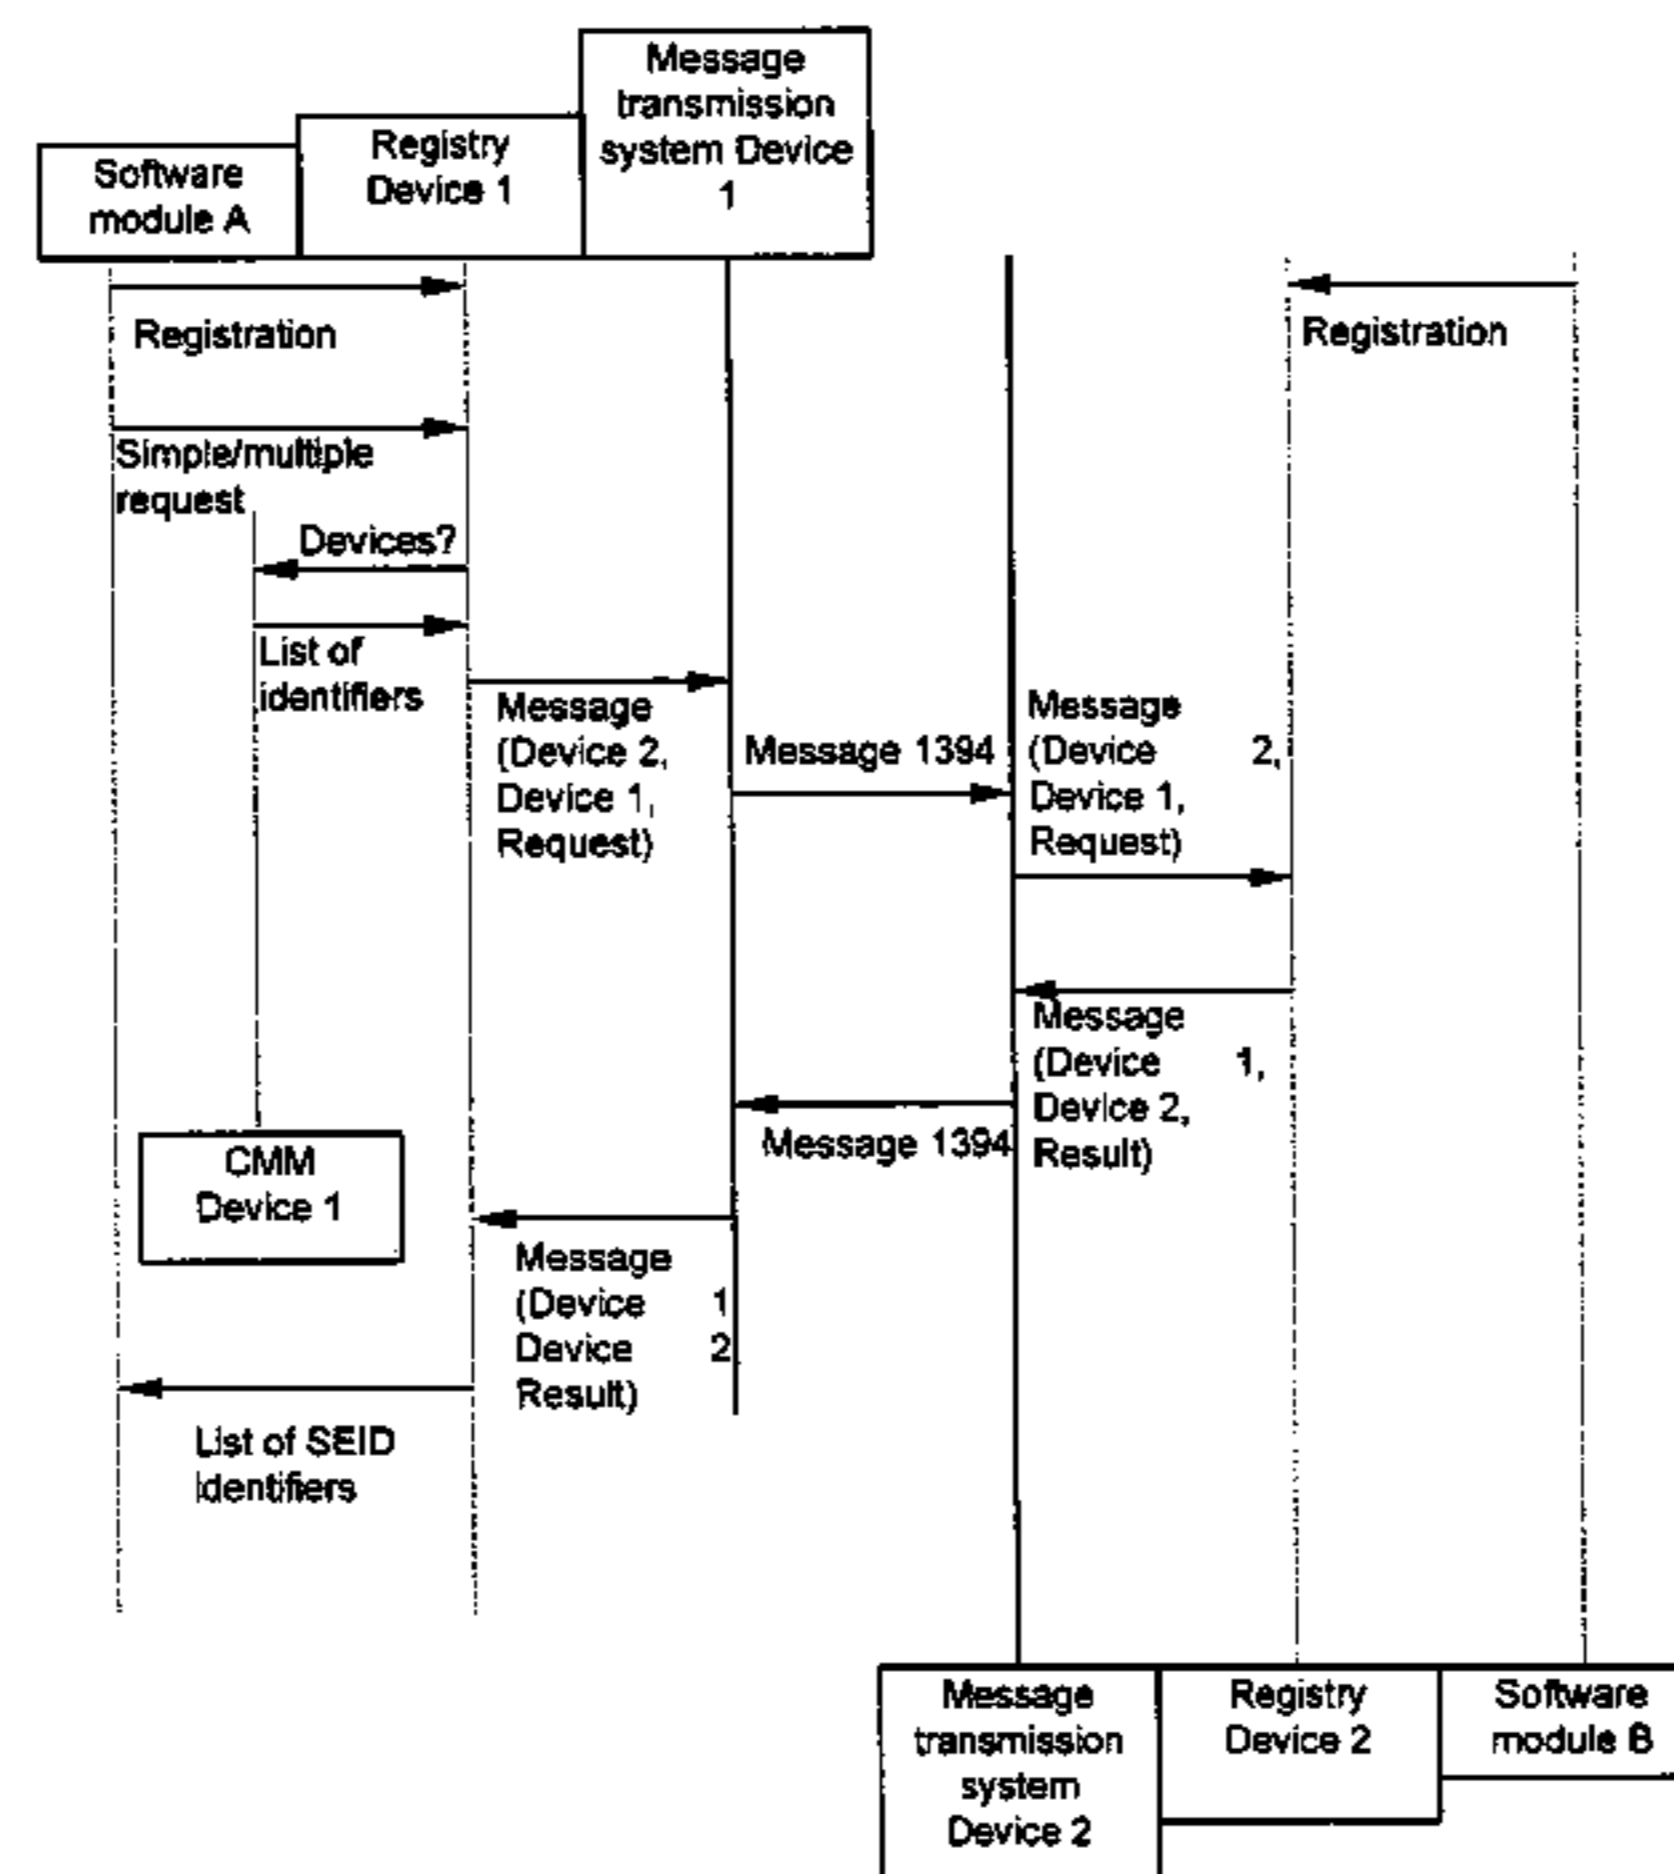 Message
transmission
system Device
1
Registry
Device 1
Software
module A
Registration
Registration
Simple/multiple
request
Devices?
List of
identifiers
Message
(Device 2,
Device 1,
Request)
Message 1394
Message
(Device 2,
Device 1,
Request)
Message
(Device 1,
Device 2,
Result)
Message 1394
CMM
Device 1
Message
(Device 1
Device 2
Result)
List of SEID
identifiers
Message
transmission
system
Device 2
Registry
Device 2
Software
module B